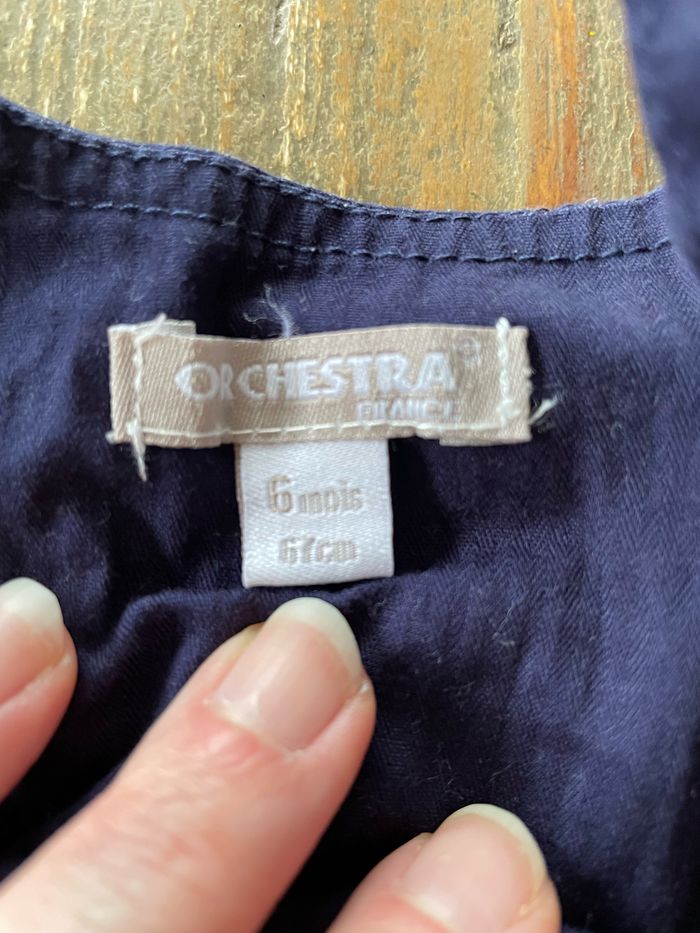 ORCHESTRA®
FRANCE
6 mois
67cm